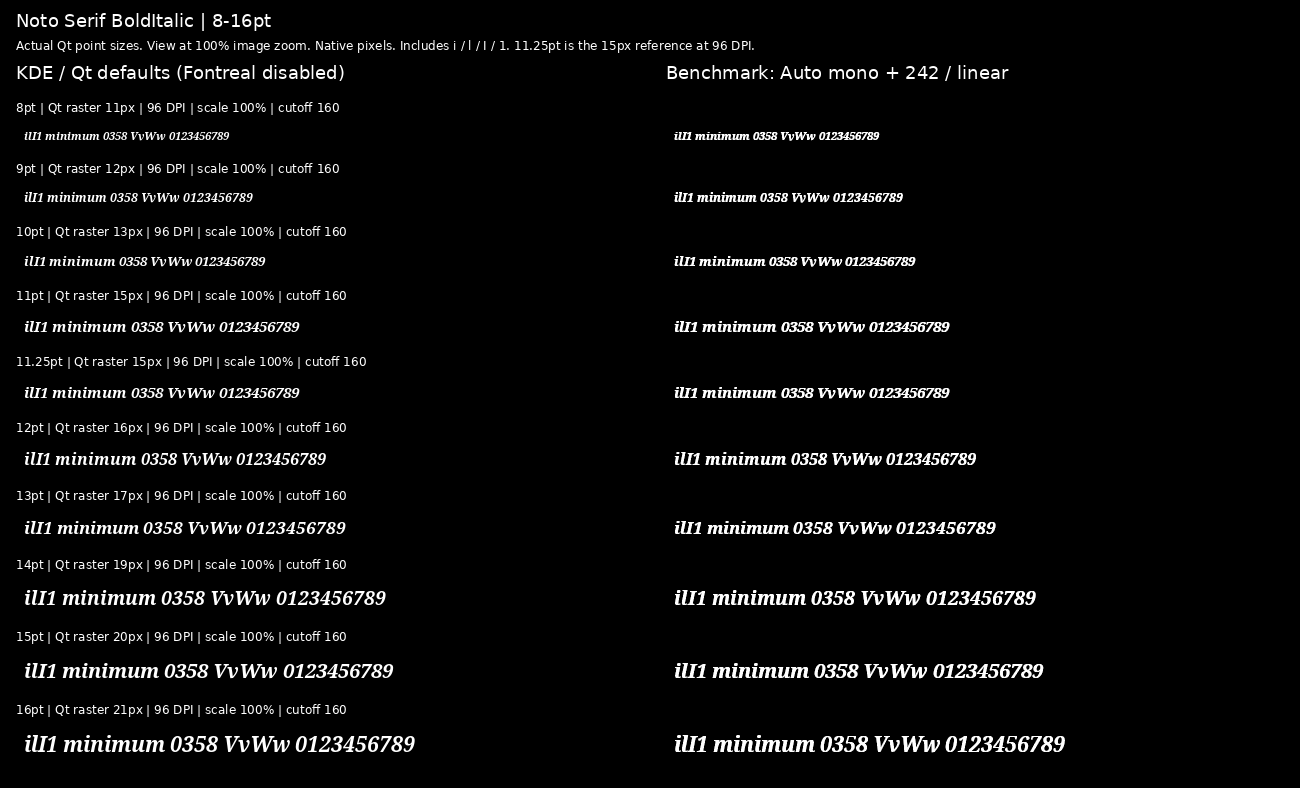 Noto Serif BoldItalic | 8-16pt
Actual Qt point sizes. View at 100% image zoom. Native pixels. Includes i / l / I / 1. 11.25pt is the 15px reference at 96 DPI.
KDE / Qt defaults (Fontreal disabled)
Benchmark: Auto mono + 242 / linear
8pt | Qt raster 11px | 96 DPI | scale 100% | cutoff 160
ilI1 minimum 0358 VvWw 0123456789
ilI1 minimum 0358 VvWw 0123456789
9pt | Qt raster 12px | 96 DPI | scale 100% | cutoff 160
ilI1 minimum 0358 VvWw 0123456789
ilI1 minimum 0358 VvWw 0123456789
10pt | Qt raster 13px | 96 DPI | scale 100% | cutoff 160
ilI1 minimum 0358 VvWw 0123456789
ilI1 minimum 0358 VvWw 0123456789
11pt | Qt raster 15px | 96 DPI | scale 100% | cutoff 160
ilI1 minimum 0358 VvWw 0123456789
ilI1 minimum 0358 VvWw 0123456789
11.25pt | Qt raster 15px | 96 DPI | scale 100% | cutoff 160
ilI1 minimum 0358 VvWw 0123456789
ilI1 minimum 0358 VvWw 0123456789
12pt | Qt raster 16px | 96 DPI | scale 100% | cutoff 160
ilI1 minimum 0358 VvWw 0123456789
ilI1 minimum 0358 VvWw 0123456789
13pt | Qt raster 17px | 96 DPI | scale 100% | cutoff 160
ilI1 minimum 0358 VvWw 0123456789
ilI1 minimum 0358 VvWw 0123456789
14pt | Qt raster 19px | 96 DPI | scale 100% | cutoff 160
ilI1 minimum 0358 VvWw 0123456789
ilI1 minimum 0358 VvWw 0123456789
15pt | Qt raster 20px | 96 DPI | scale 100% | cutoff 160
ilI1 minimum 0358 VvWw 0123456789
ilI1 minimum 0358 VvWw 0123456789
16pt | Qt raster 21px | 96 DPI | scale 100% | cutoff 160
ilI1 minimum 0358 VvWw 0123456789
ilI1 minimum 0358 VvWw 0123456789